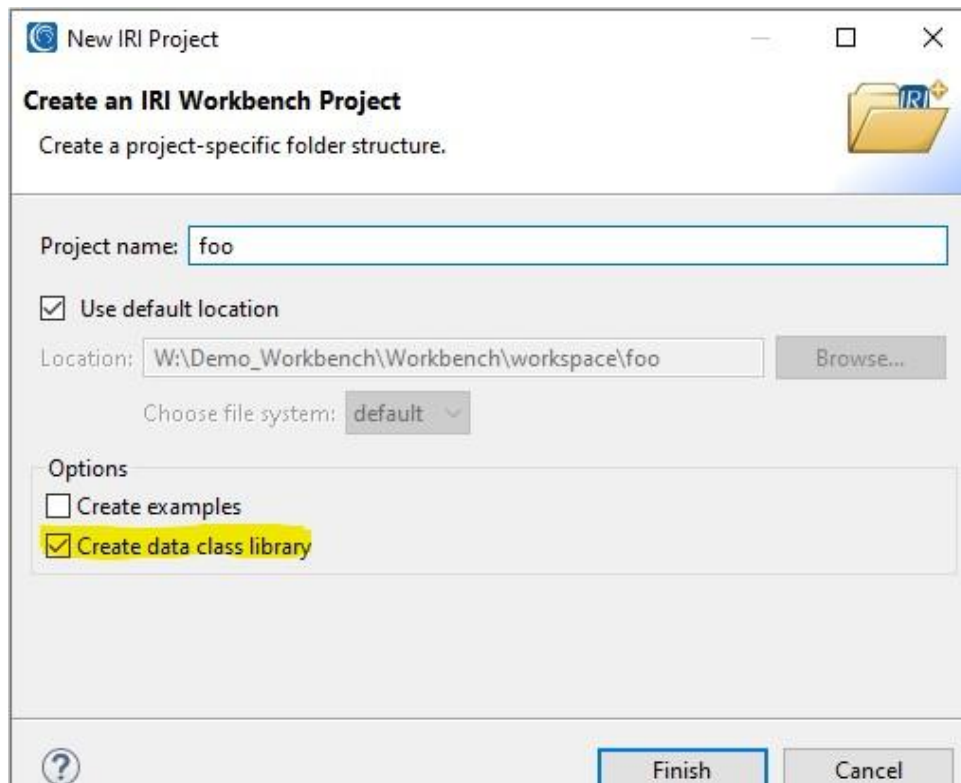 New IRI Project
Create an IRI Workbench Project
IRI
Create a project-specific folder structure.
Project name: foo
Use default location
Location: W:\Demo_Workbench\Workbench\workspace\foo Browse...
Choose file system: default
Options
Create examples
Create data class library
? Finish Cancel